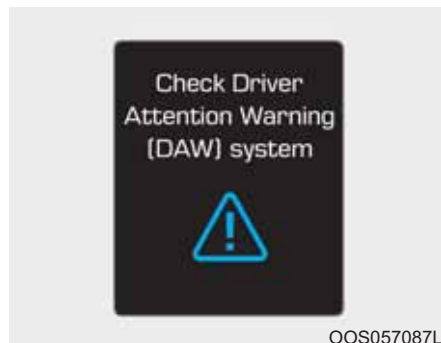 Check Driver
Attention Warning
(DAW) system
OOS057087L